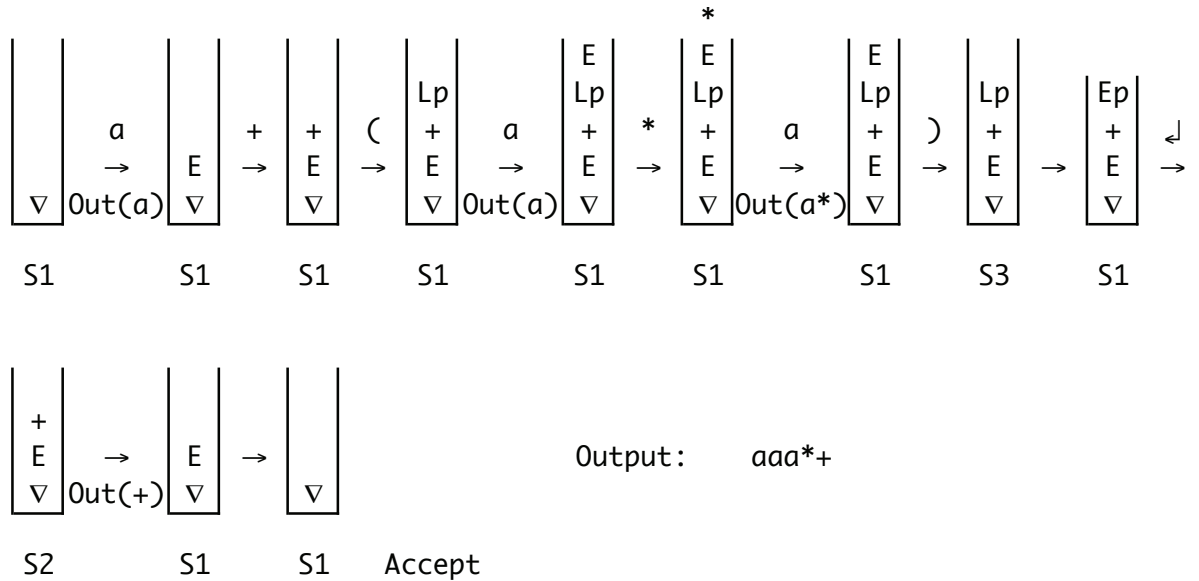 *
E E E
Lp Lp Lp Lp Lp Ep
a + + ( + a + * + a + ) + + ↵
→ E → E → E → E → E → E → E → E →
∇ Out(a) ∇ ∇ ∇ Out(a) ∇ ∇ Out(a*) ∇ ∇ ∇
S1 S1 S1 S1 S1 S1 S1 S3 S1
+
E → E → Output: aaa*+
∇ Out(+) ∇ ∇
S2 S1 S1 Accept